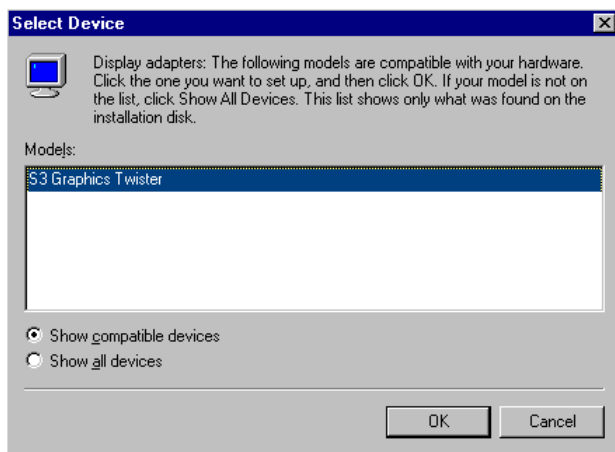 Select Device
Display adapters: The following models are compatible with your hardware.
Click the one you want to set up, and then click OK. If your model is not on
the list, click Show All Devices. This list shows only what was found on the
installation disk.
Models:
S3 Graphics Twister
Show compatible devices
Show all devices
OK
Cancel